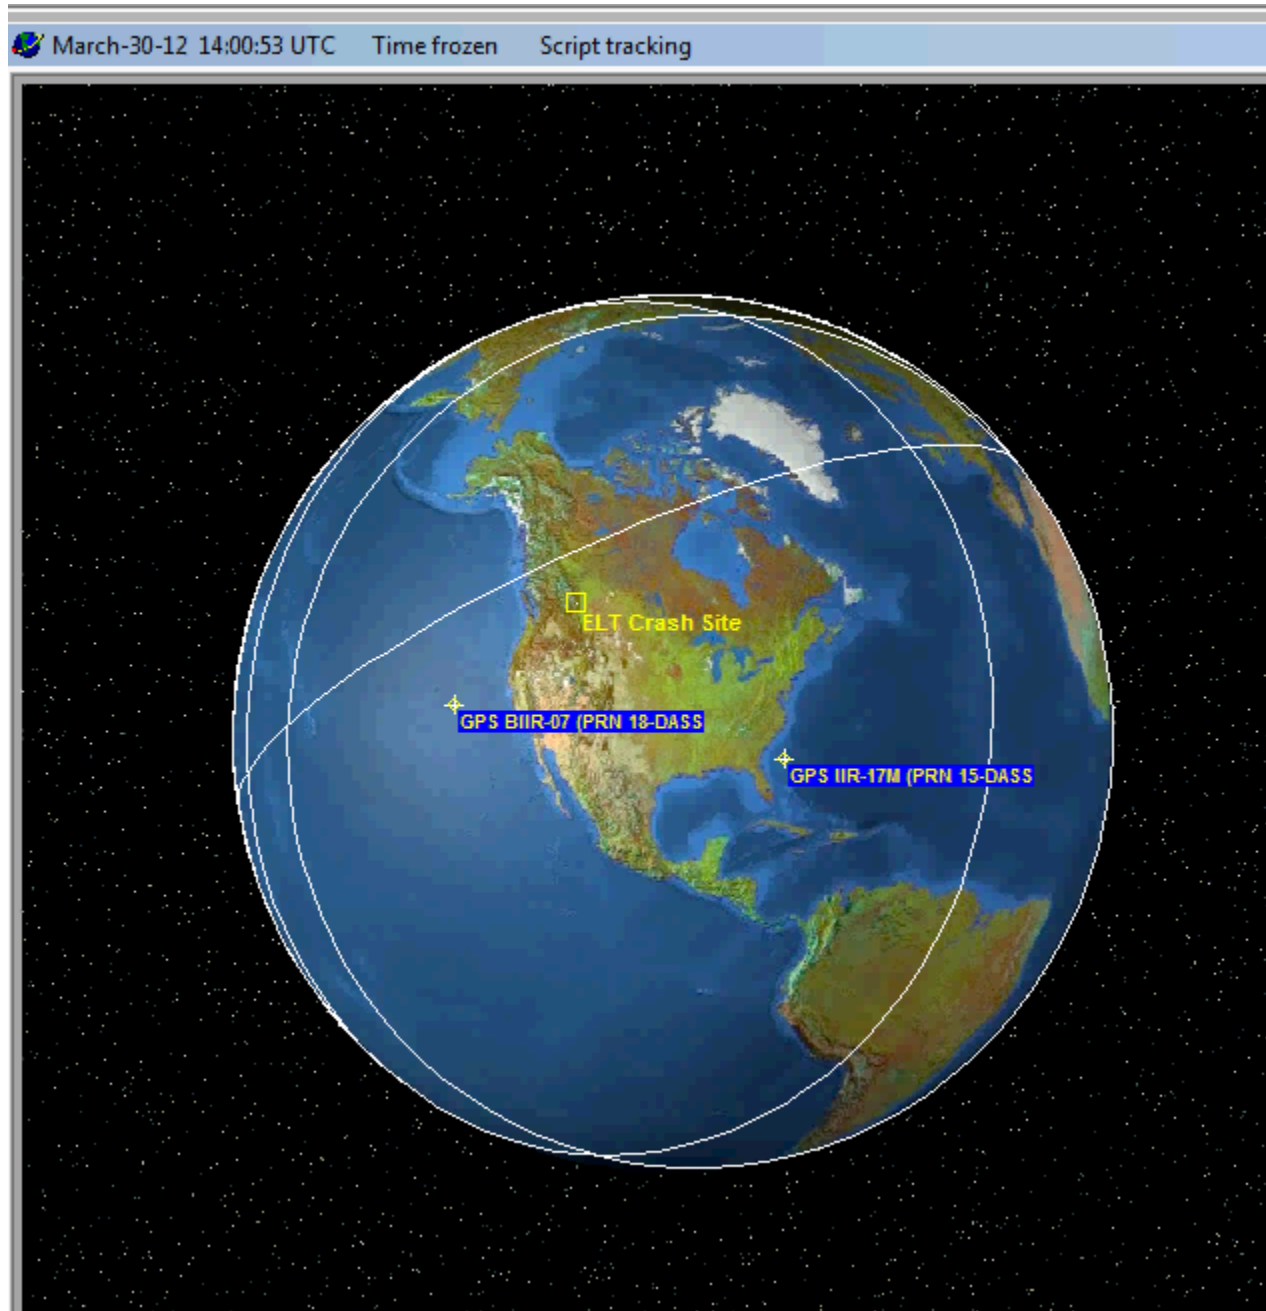 March-30-12 14:00:53 UTC Time frozen Script tracking
ELT Crash Site
GPS BIIR-07 (PRN 18-DASS
GPS IIR-17M (PRN 15-DASS